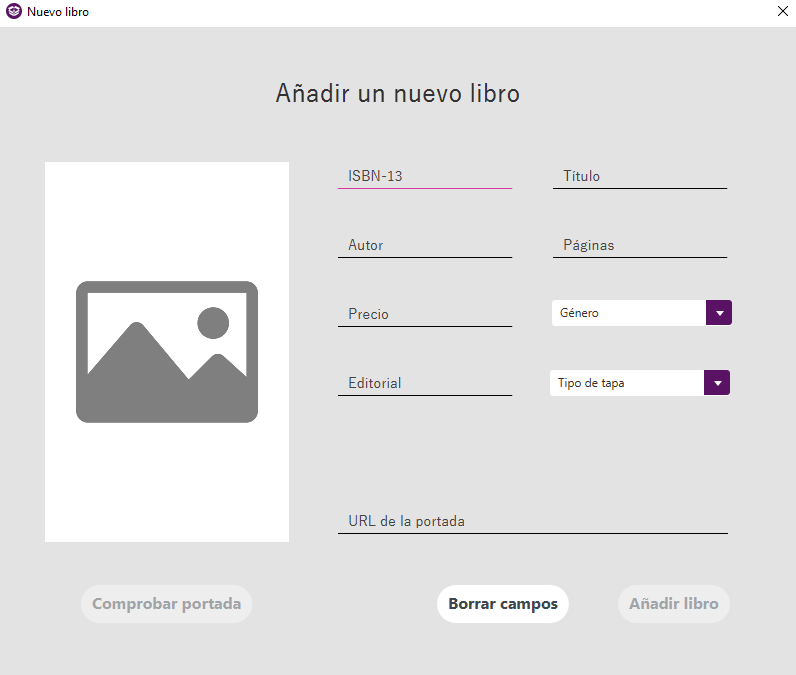 Nuevo libro
Añadir un nuevo libro
ISBN-13
Título
Autor
Páginas
Precio
Género
Editorial
Tipo de tapa
URL de la portada
Comprobar portada
Borrar campos
Añadir libro